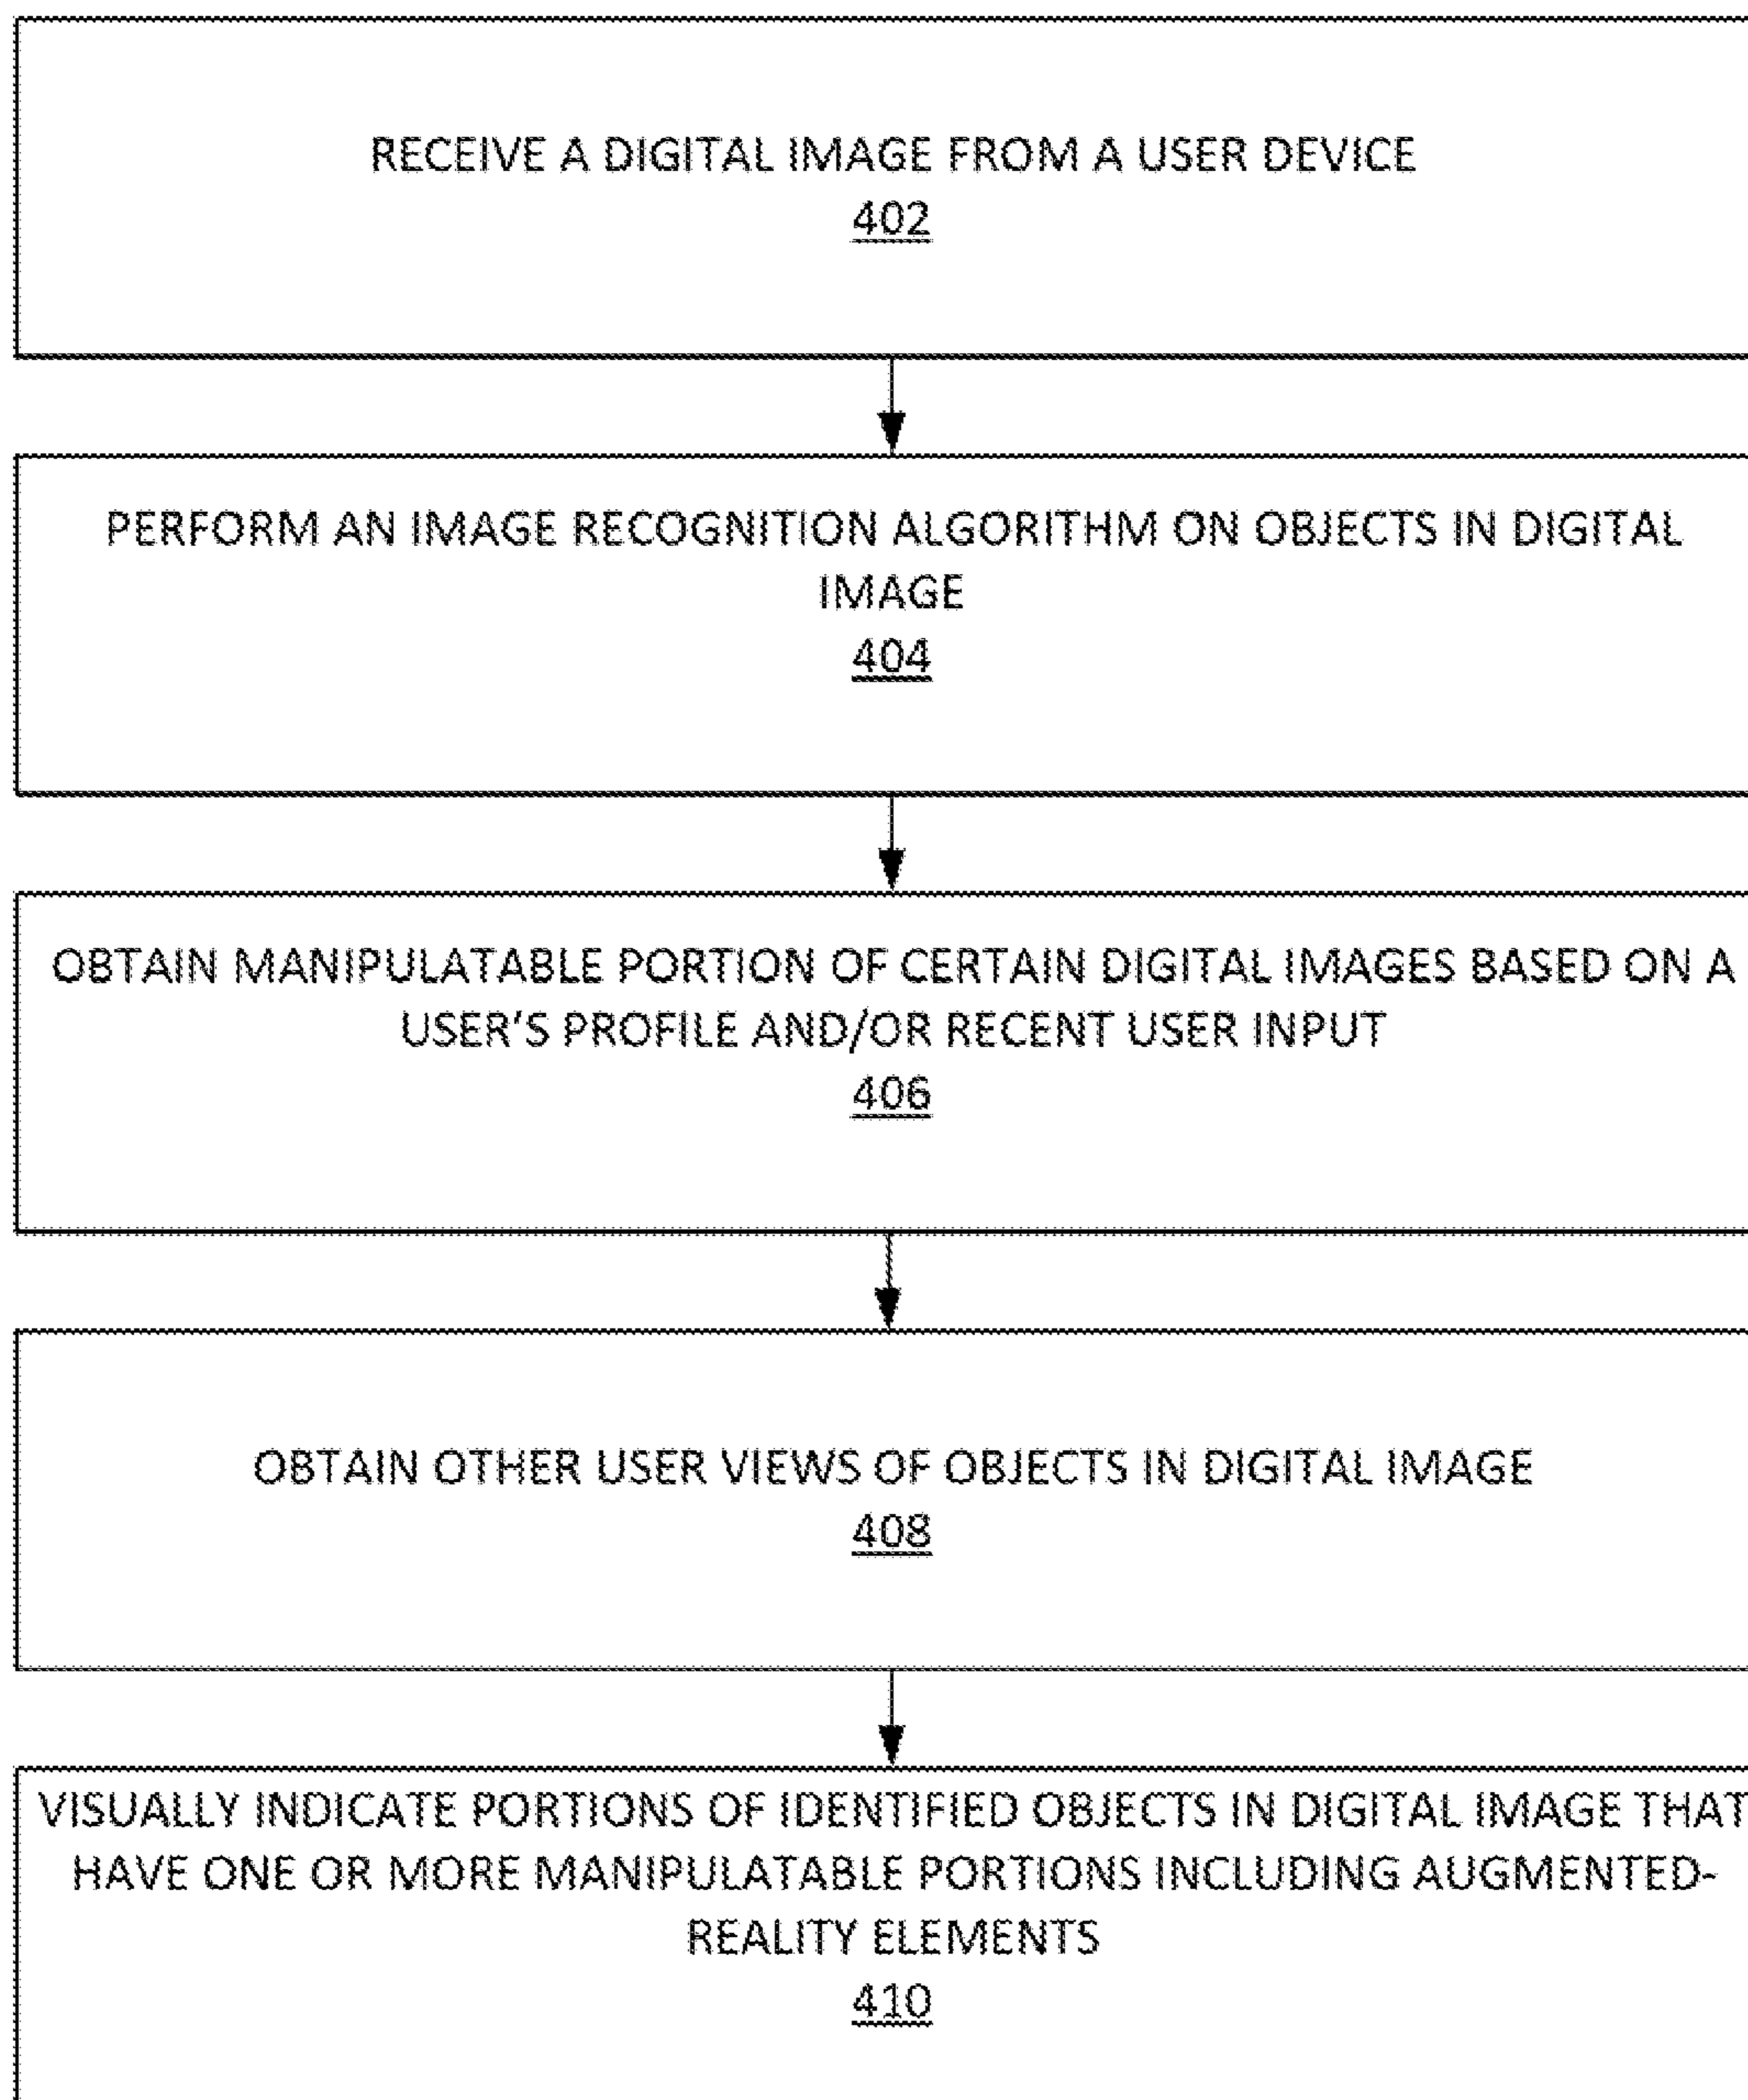 RECEIVE A DIGITAL IMAGE FROM A USER DEVICE
402
PERFORM AN IMAGE RECOGNITION ALGORITHM ON OBJECTS IN DIGITAL
IMAGE
404
OBTAIN MANIPULATABLE PORTION OF CERTAIN DIGITAL IMAGES BASED ON A
USER'S PROFILE AND/OR RECENT USER INPUT
406
OBTAIN OTHER USER VIEWS OF OBJECTS IN DIGITAL IMAGE
408
VISUALLY INDICATE PORTIONS OF IDENTIFIED OBJECTS IN DIGITAL IMAGE THAT
HAVE ONE OR MORE MANIPULATABLE PORTIONS INCLUDING AUGMENTED-
REALITY ELEMENTS
410